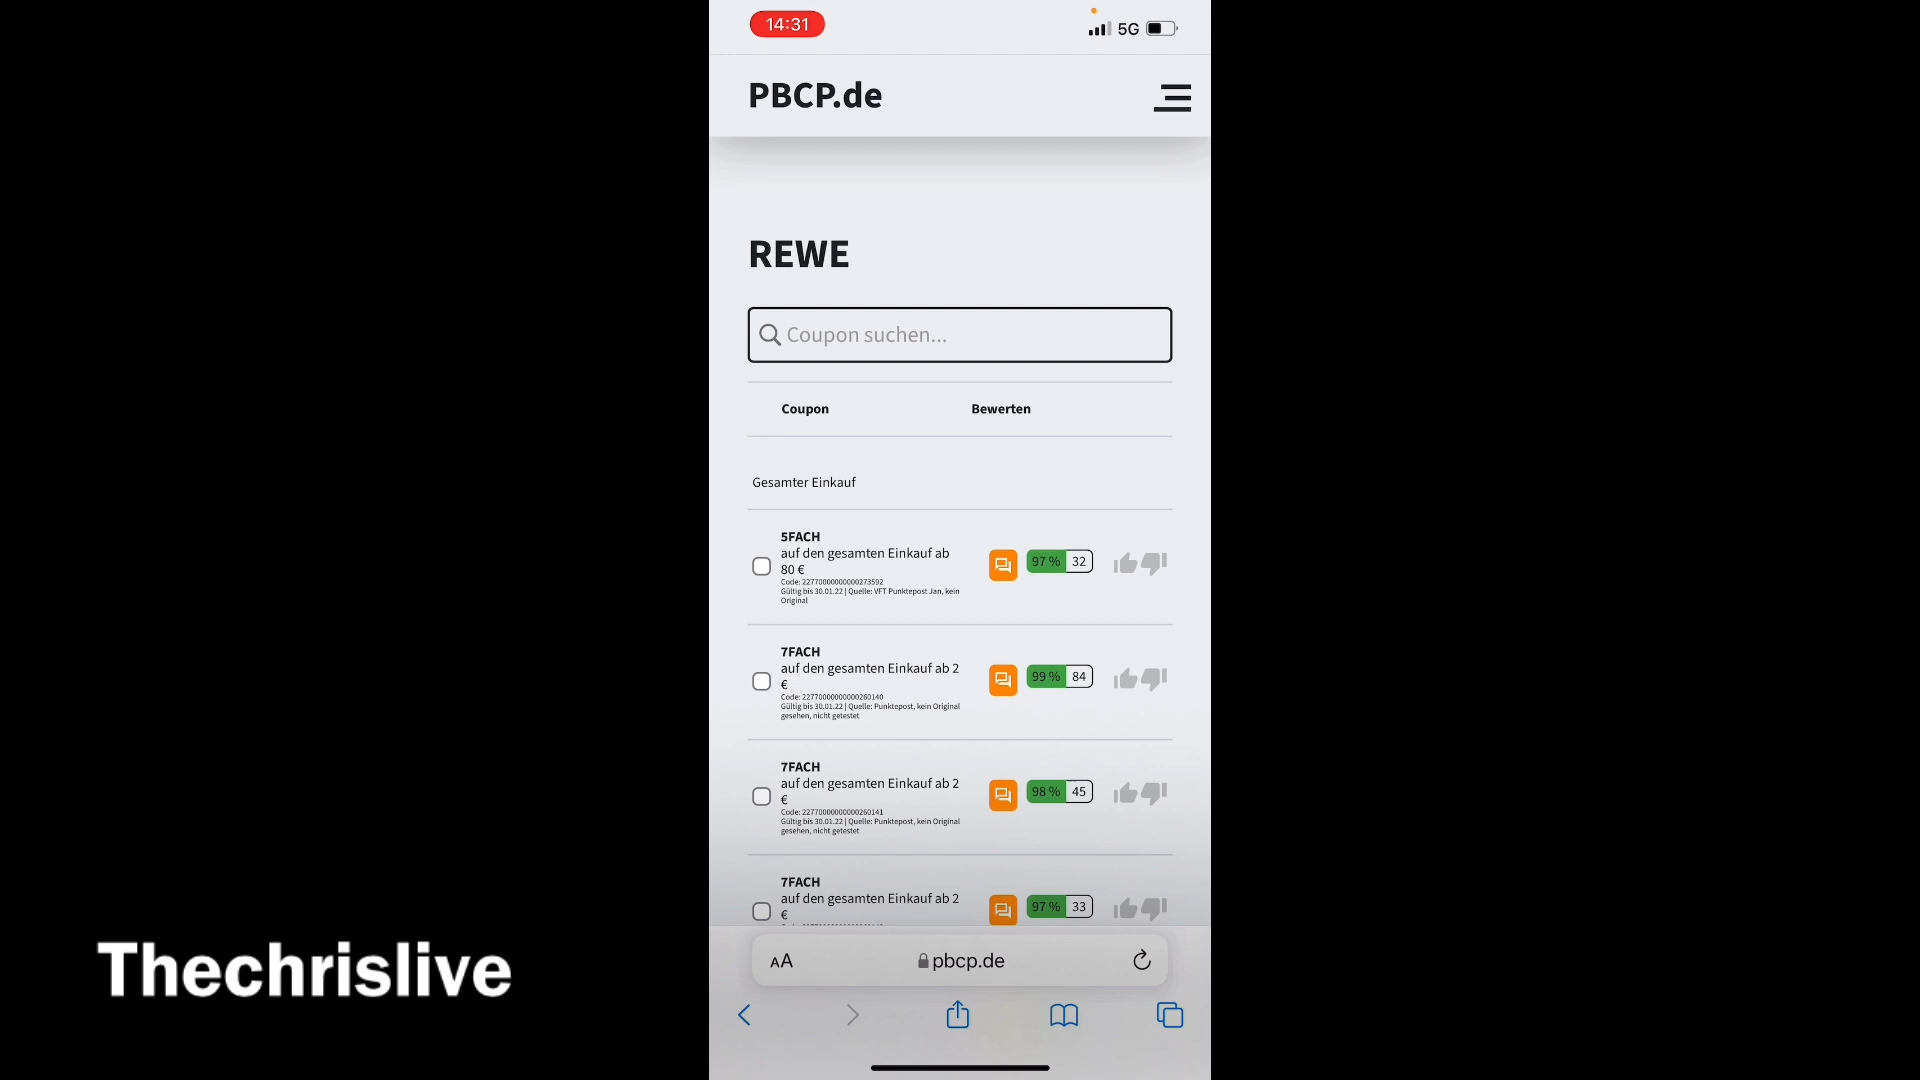 14:31
5G
PBCP.de
REWE
Coupon suchen...
Coupon Bewerten
Gesamter Einkauf
5FACH
auf den gesamten Einkauf ab
80 €
Code: 22770000000000273592
Gültig bis 30.01.22 | Quelle: VFT Punktepost Jan, kein
Original
97 % 32
7FACH
auf den gesamten Einkauf ab 2
€
Code: 22770000000000260140
Gültig bis 30.01.22 | Quelle: Punktepost, kein Original
gesehen, nicht getestet
99 % 84
7FACH
auf den gesamten Einkauf ab 2
€
Code: 22770000000000260141
Gültig bis 30.01.22 | Quelle: Punktepost, kein Original
gesehen, nicht getestet
98 % 45
7FACH
auf den gesamten Einkauf ab 2
€
97 % 33
AA pbcp.de
Thechrislive